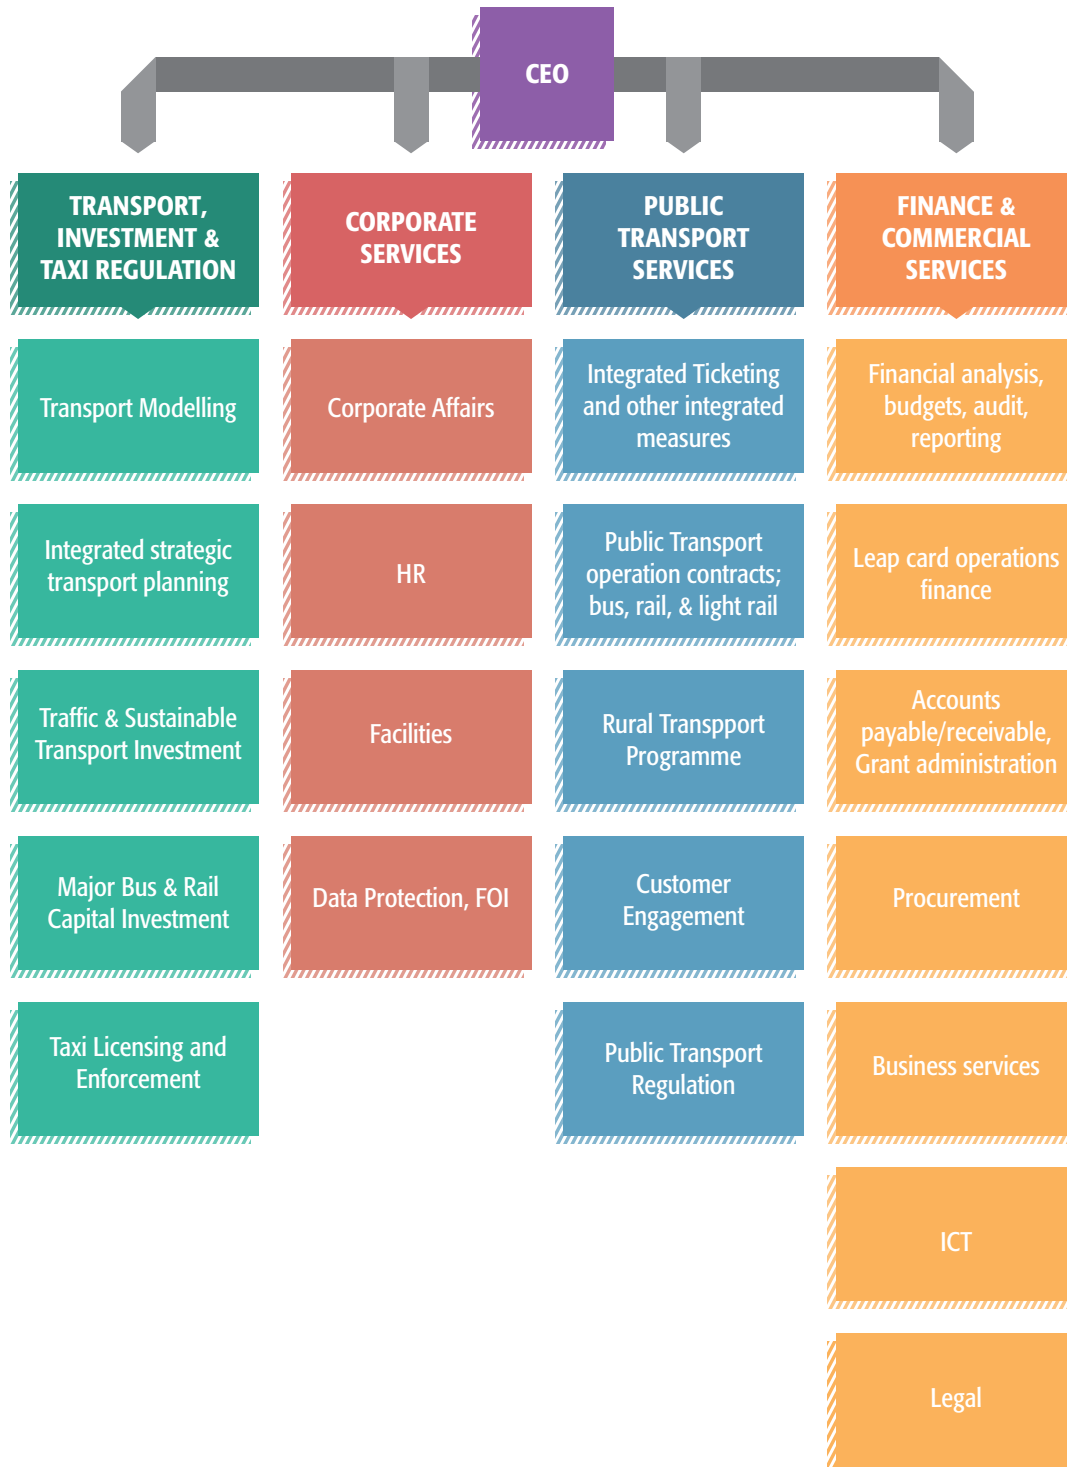 CEO
TRANSPORT,
INVESTMENT &
TAXI REGULATION
Transport Modelling
Integrated strategic
transport planning
Traffic & Sustainable
Transport Investment
Major Bus & Rail
Capital Investment
Taxi Licensing and
Enforcement
CORPORATE
SERVICES
Corporate Affairs
HR
Facilities
Data Protection, FOI
PUBLIC
TRANSPORT
SERVICES
Integrated Ticketing
and other integrated
measures
Public Transport
operation contracts;
bus, rail, & light rail
Rural Transpport
Programme
Customer
Engagement
Public Transport
Regulation
FINANCE &
COMMERCIAL
SERVICES
Financial analysis,
budgets, audit,
reporting
Leap card operations
finance
Accounts
payable/receivable,
Grant administration
Procurement
Business services
ICT
Legal